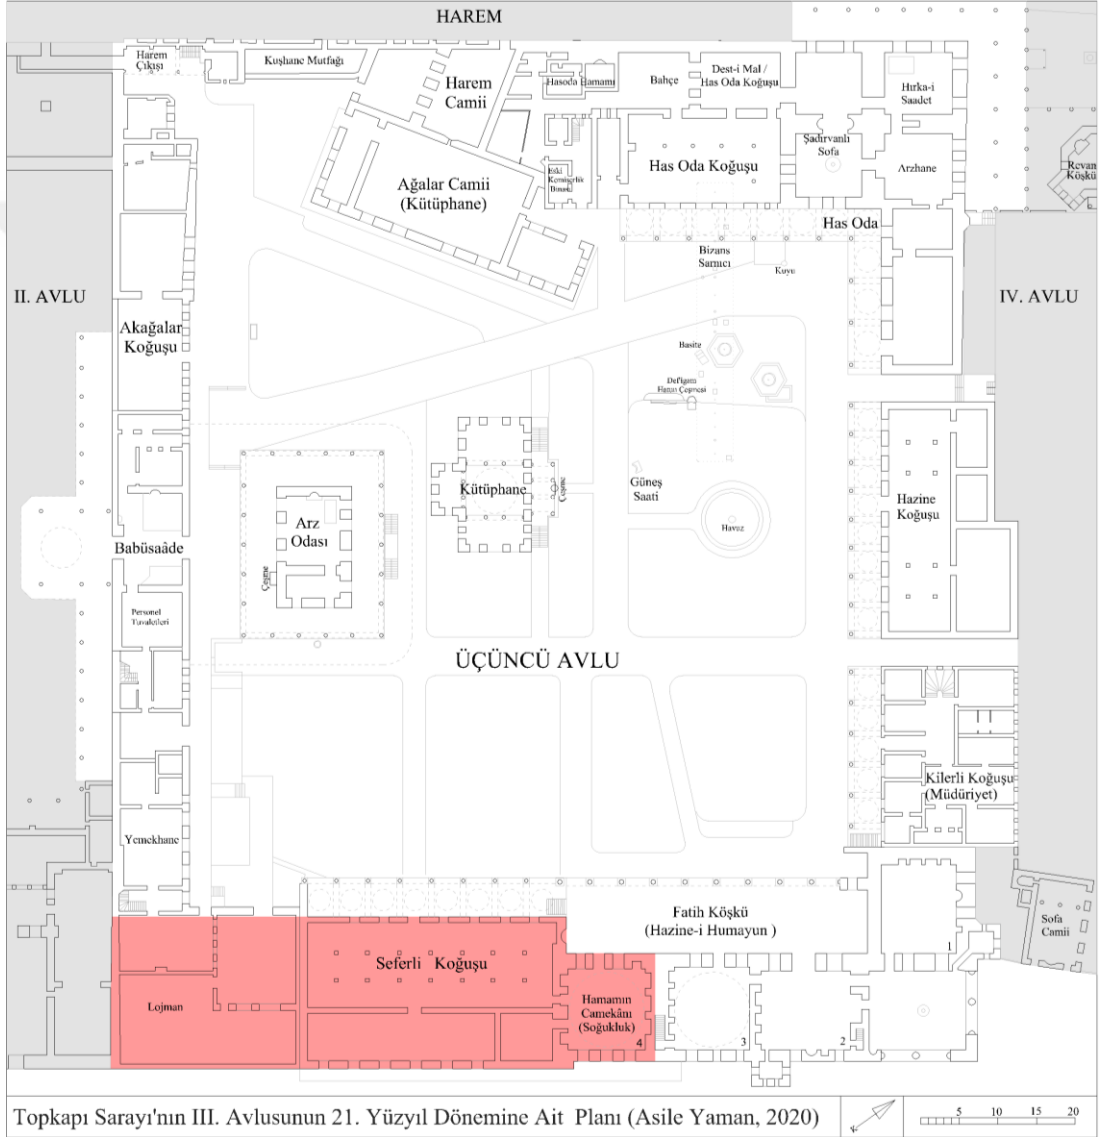 HAREM
Harem
Çıkışı
Kuşhane Mutfağı
Harem
Camii
Hasoda Hamamı
Bahçe
Dest-i Mal /
Has Oda Koğuşu
Hırka-i
Saadet
Şadırvanlı
Sofa
Arzhane
Revan
Köşkü
Ağalar Camii
(Kütüphane)
Eski
Has Oda Koğuşu
Has Oda
Bizans
Sarnıcı
Kuyu
II. AVLU
IV. AVLU
Akağalar
Koğuşu
Basite
Hazine
Koğuşu
Kütüphane
Çeşme
Güneş
Saati
Havuz
Arz
Odası
Çeşme
Babüsaâde
Personel
Tuvaletleri
ÜÇÜNCÜ AVLU
Kilerli Koğuşu
(Müdüriyet)
Yemekhane
Fatih Köşkü
(Hazine-i Humayun )
Sofa
Camii
1
Seferli Koğuşu
Lojman
Hamamın
Camekânı
(Soğukluk)
4
3
2
Topkapı Sarayı'nın III. Avlusunun 21. Yüzyıl Dönemine Ait Planı (Asile Yaman, 2020)
5 10 15 20